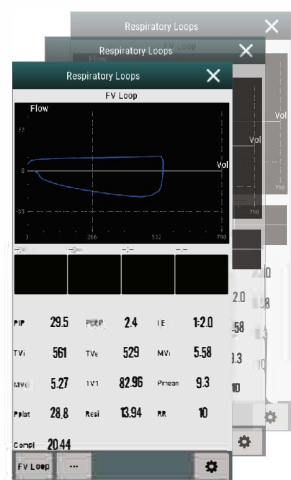 Respiratory Loops
Respiratory Loops
Respiratory Loops
FV Loop
Flow
Vol
Vol
Vol
0
266
532
PIP 29.5 PEEP 2.4 I:E 1:2.0
TVi 561 TVe 529 MVi 5.58
MVe 5.27 1V1 82.96 Pmean 9.3
Pplat 28.8 Resi 13.94 RR 10
Compl 20.44
FV Loop ...